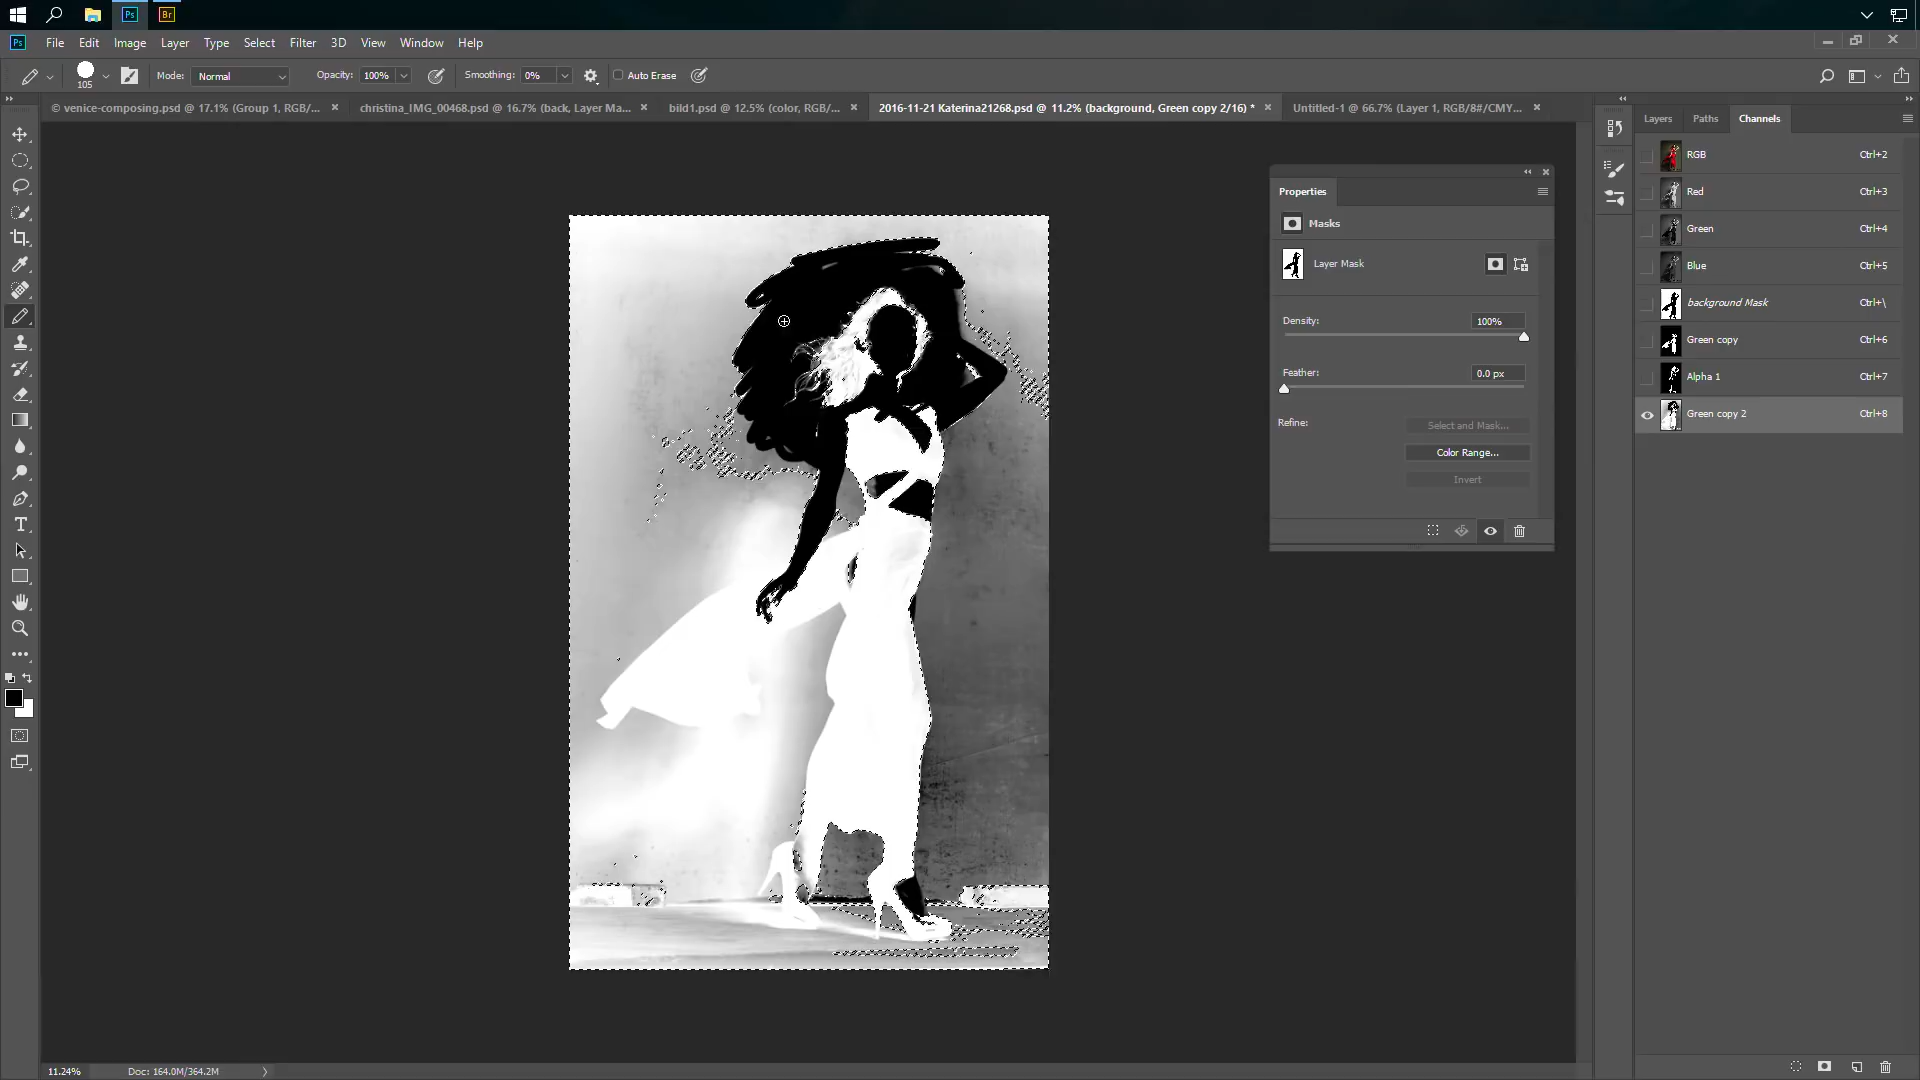 Ps Br
Ps File Edit Image Layer Type Select Filter 3D View Window Help
105 Mode: Normal Opacity: 100% Smoothing: 0% Auto Erase
© venice-composing.psd @ 17.1% (Group 1, RGB/... × christina_IMG_00468.psd @ 16.7% (back, Layer Ma... × bild1.psd @ 12.5% (color, RGB/... × 2016-11-21 Katerina21268.psd @ 11.2% (background, Green copy 2/16) * × Untitled-1 @ 66.7% (Layer 1, RGB/8#/CMY... ×
Layers Paths Channels
RGB Ctrl+2
Red Ctrl+3
Green Ctrl+4
Blue Ctrl+5
background Mask Ctrl+\
Green copy Ctrl+6
Alpha 1 Ctrl+7
Green copy 2 Ctrl+8
Properties
Masks
Layer Mask
Density: 100%
Feather: 0.0 px
Refine: Select and Mask...
Color Range...
Invert
11.24% Doc: 164.0M/364.2M